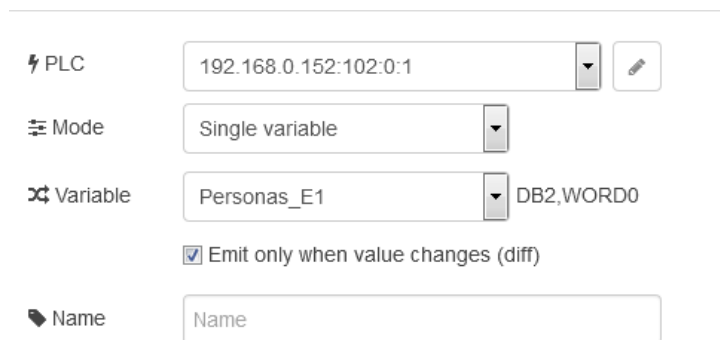 PLC 192.168.0.152:102:0:1
Mode Single variable
Variable Personas_E1 DB2,WORD0
Emit only when value changes (diff)
Name Name